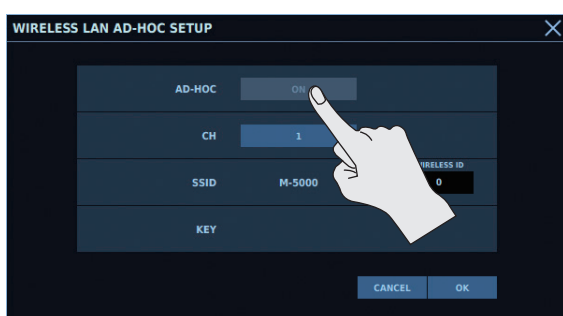 WIRELESS LAN AD-HOC SETUP
AD-HOC ON
CH 1
WIRELESS ID
SSID M-5000 0
KEY
CANCEL OK